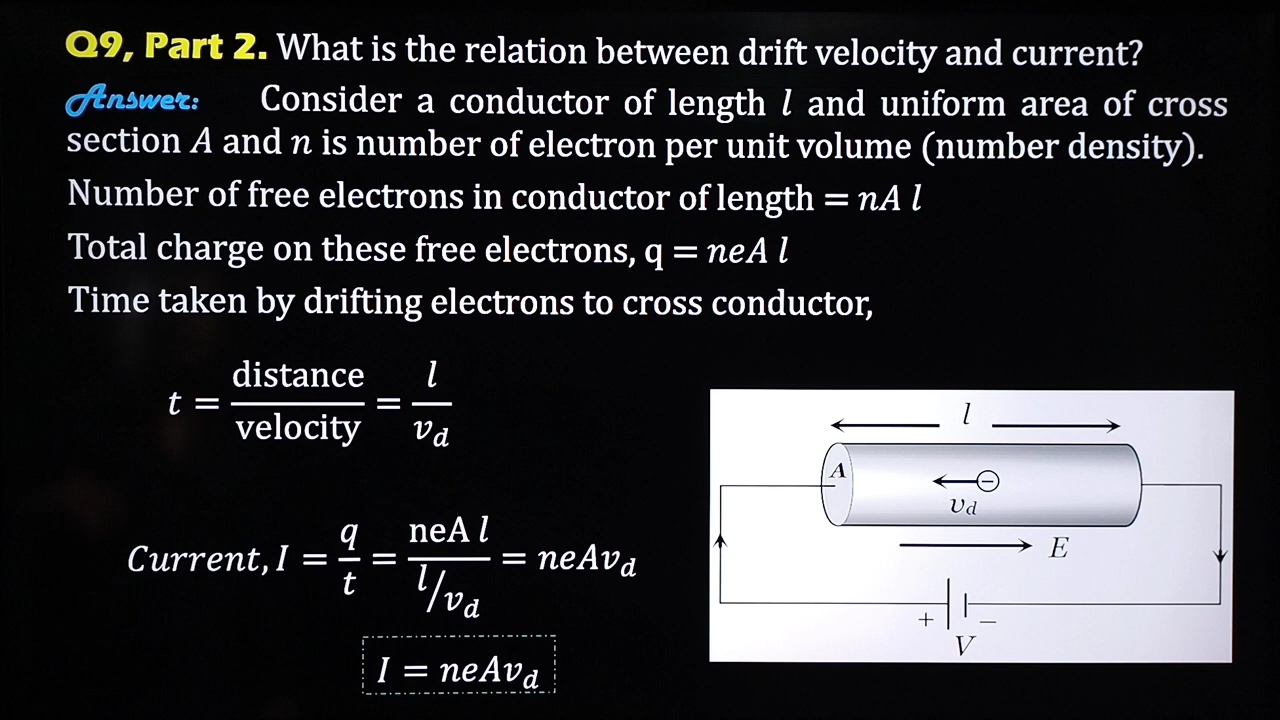 Q9, Part 2. What is the relation between drift velocity and current?
Answer: Consider a conductor of length l and uniform area of cross
section A and n is number of electron per unit volume (number density).
Number of free electrons in conductor of length = nA l
Total charge on these free electrons, q = neA l
Time taken by drifting electrons to cross conductor,
t = distance/velocity = l/v_d
Current, I = q/t = neA l/(l/v_d) = neAv_d
I = neAv_d
l
A
v_d
E
+ −
V